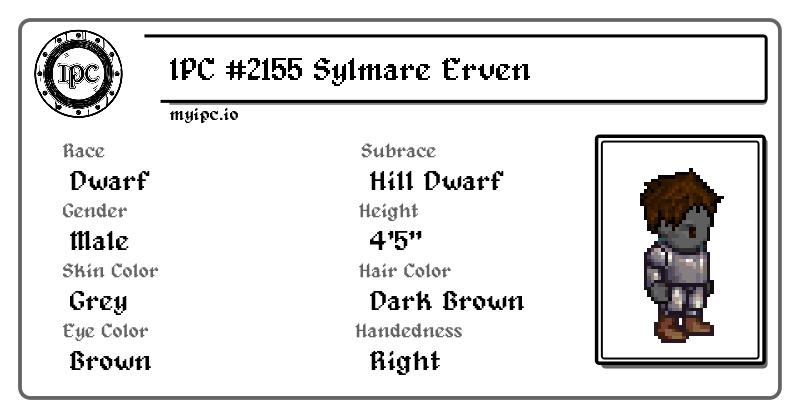 IPC
IPC #2155 Sylmare Erven
myipc.io
Race
Dwarf
Subrace
Hill Dwarf
Gender
Male
Height
4'5"
Skin Color
Grey
Hair Color
Dark Brown
Eye Color
Brown
Handedness
Right